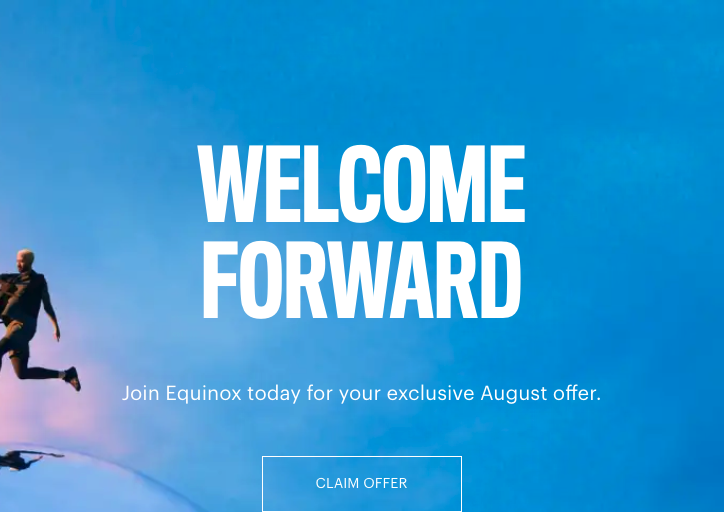 WELCOME
FORWARD
Join Equinox today for your exclusive August offer.
CLAIM OFFER